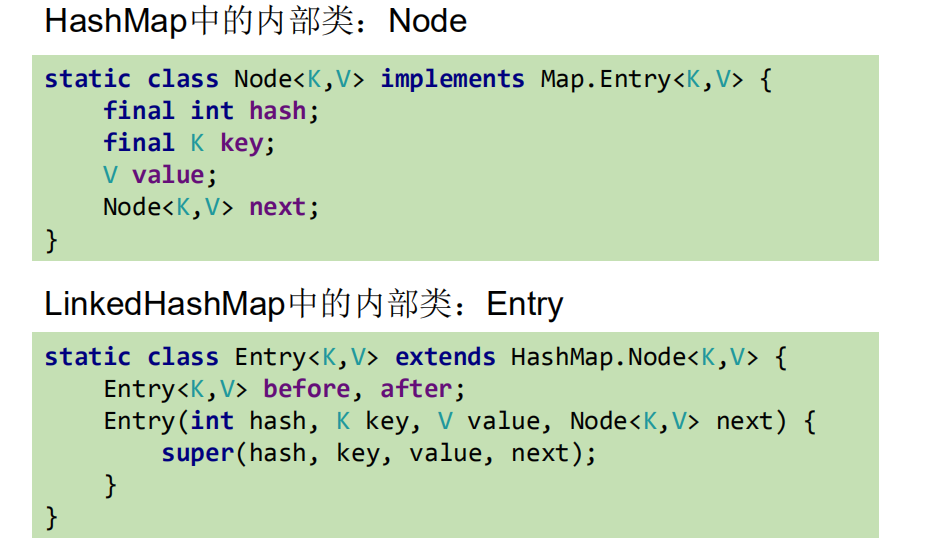 HashMap中的内部类：Node
static class Node<K,V> implements Map.Entry<K,V> {
    final int hash;
    final K key;
    V value;
    Node<K,V> next;
}
LinkedHashMap中的内部类：Entry
static class Entry<K,V> extends HashMap.Node<K,V> {
    Entry<K,V> before, after;
    Entry(int hash, K key, V value, Node<K,V> next) {
        super(hash, key, value, next);
    }
}